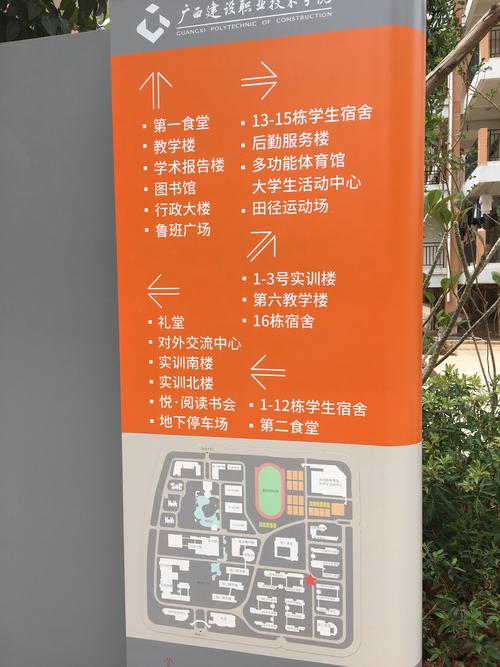 广西建设职业技术学院
GUANGXI POLYTECHNIC OF CONSTRUCTION
第一食堂
教学楼
学术报告楼
图书馆
行政大楼
鲁班广场
13-15栋学生宿舍
后勤服务楼
多功能体育馆
大学生活动中心
田径运动场
1-3号实训楼
第六教学楼
16栋宿舍
礼堂
对外交流中心
实训南楼
实训北楼
悦·阅读书会
地下停车场
1-12栋学生宿舍
第二食堂